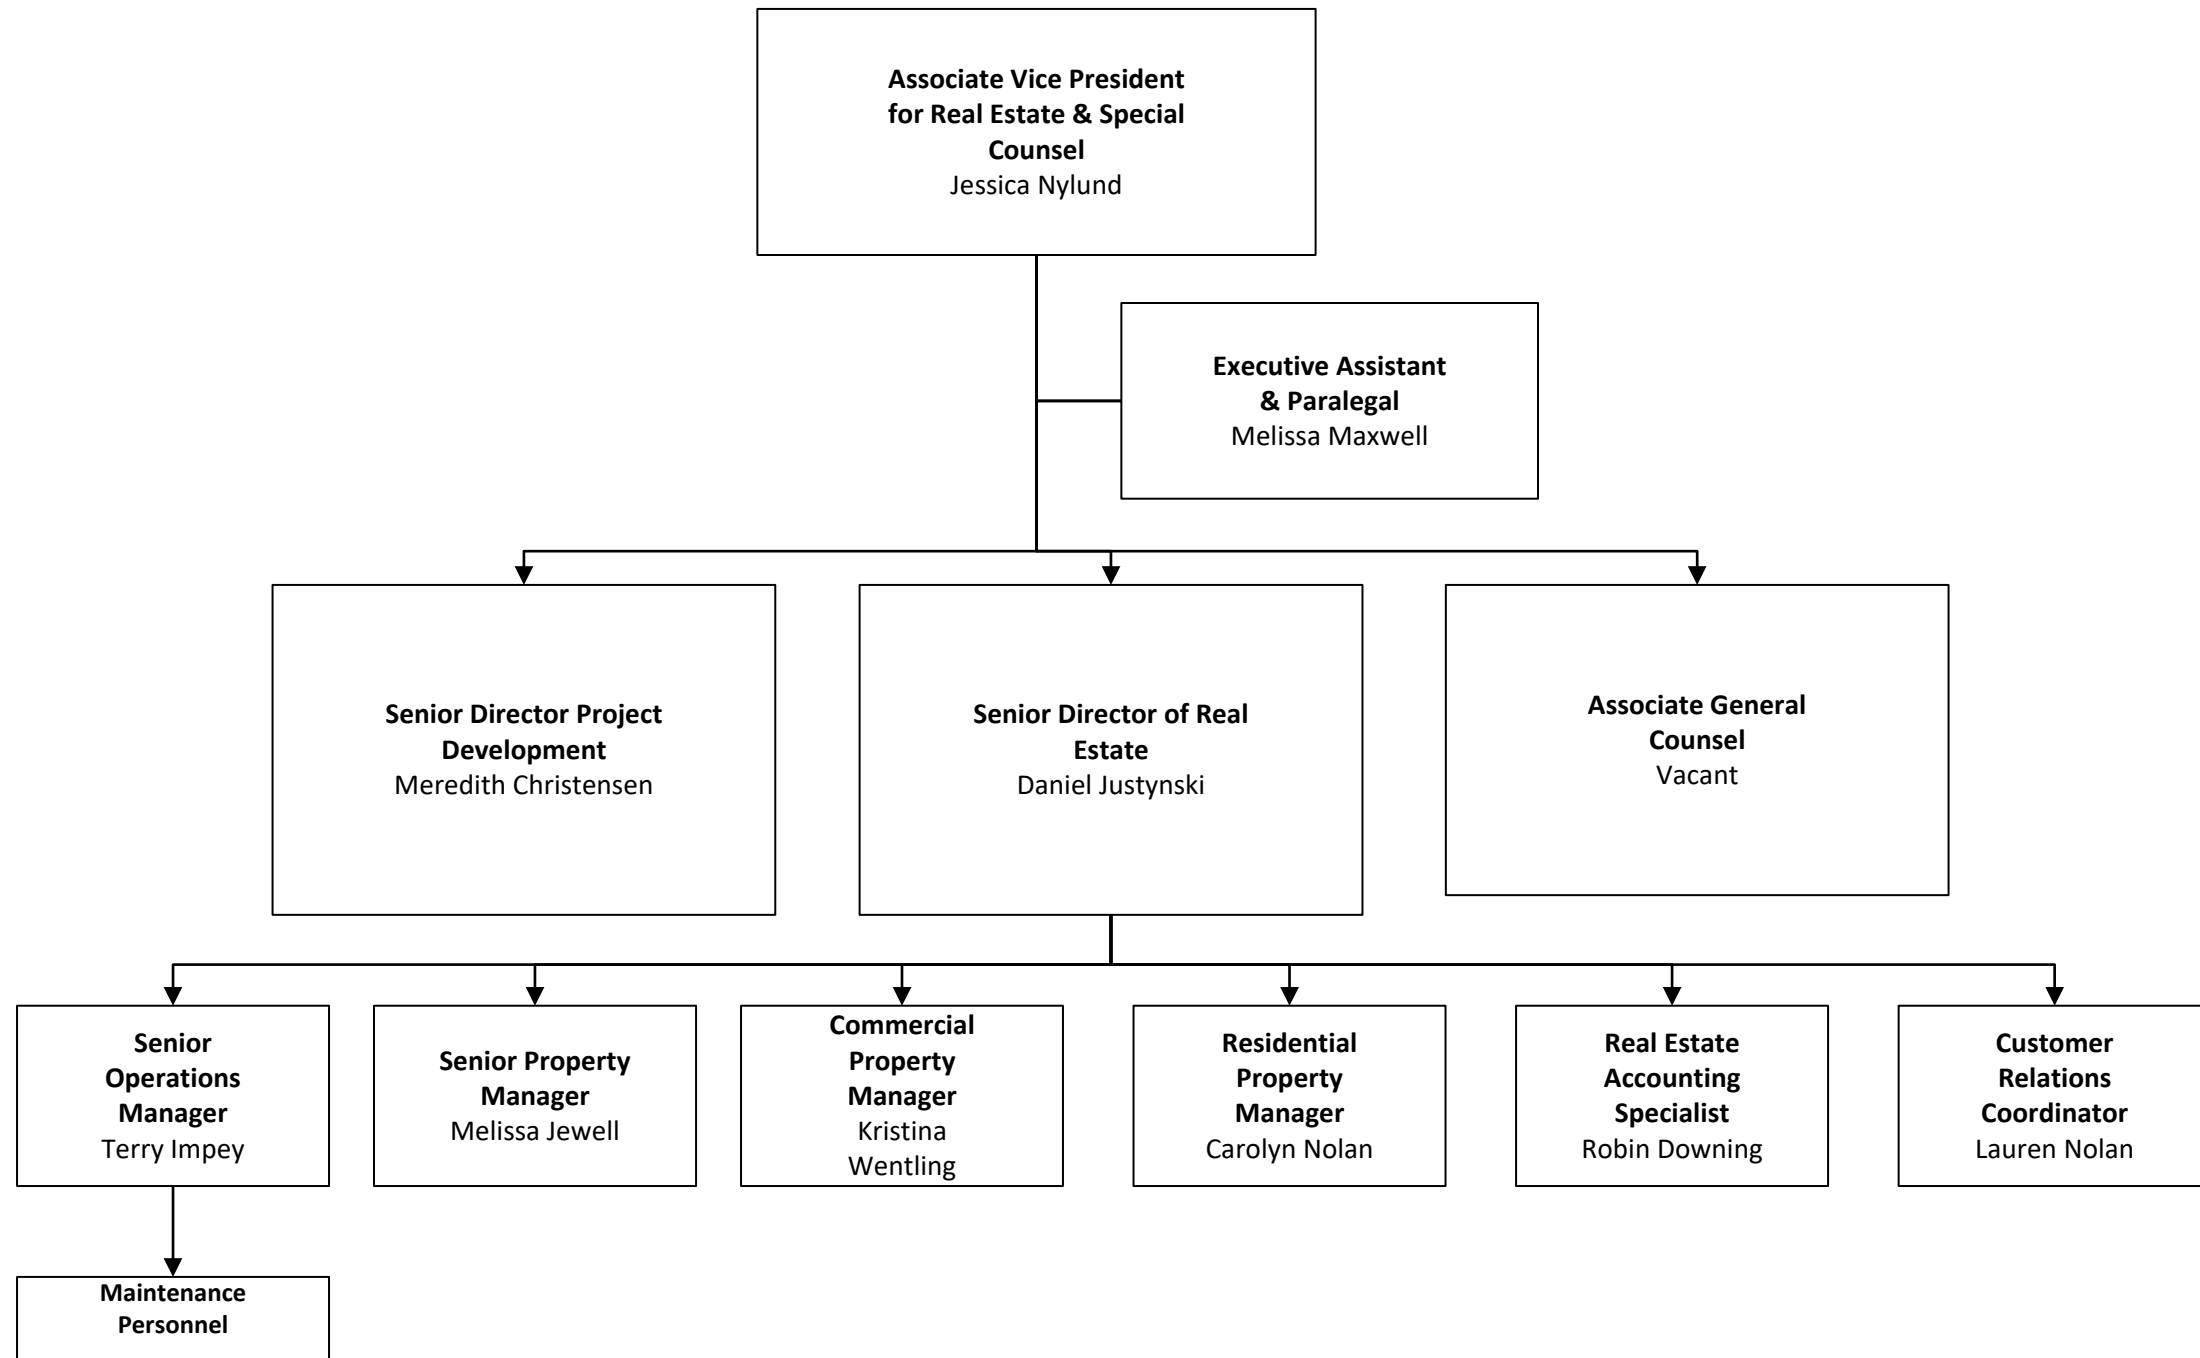 Associate Vice President
for Real Estate & Special
Counsel
Jessica Nylund
Executive Assistant
& Paralegal
Melissa Maxwell
Senior Director Project
Development
Meredith Christensen
Senior Director of Real
Estate
Daniel Justynski
Associate General
Counsel
Vacant
Senior
Operations
Manager
Terry Impey
Senior Property
Manager
Melissa Jewell
Commercial
Property
Manager
Kristina
Wentling
Residential
Property
Manager
Carolyn Nolan
Real Estate
Accounting
Specialist
Robin Downing
Customer
Relations
Coordinator
Lauren Nolan
Maintenance
Personnel